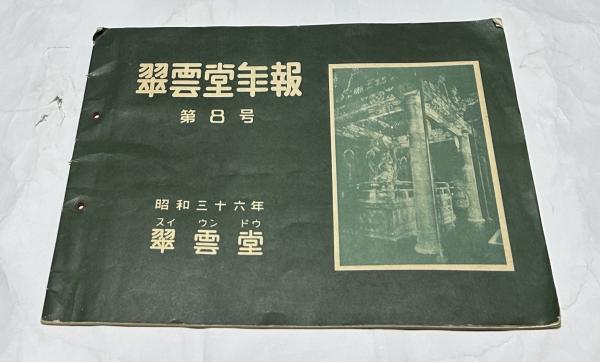 翠雲堂年報
第8号
昭和三十六年
スイ ウン ドウ
翠雲堂